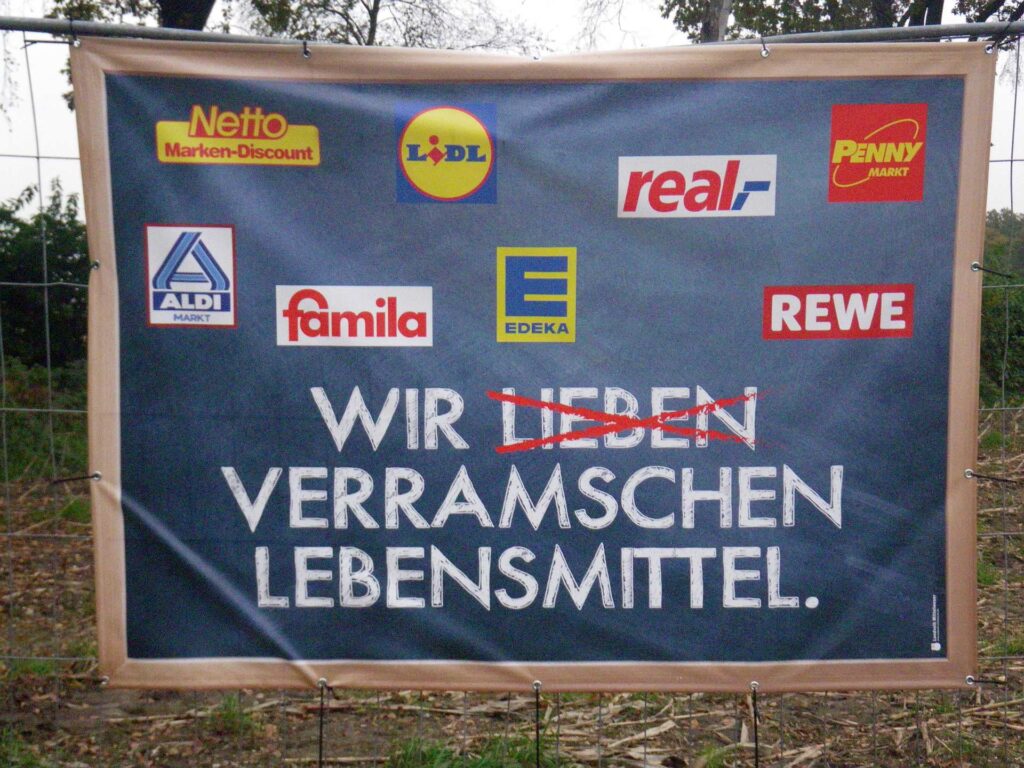 Netto
Marken-Discount
LIDL
real,-
PENNY
MARKT
ALDI
MARKT
famila
E
EDEKA
REWE
WIR LIEBEN
VERRAMSCHEN
LEBENSMITTEL.